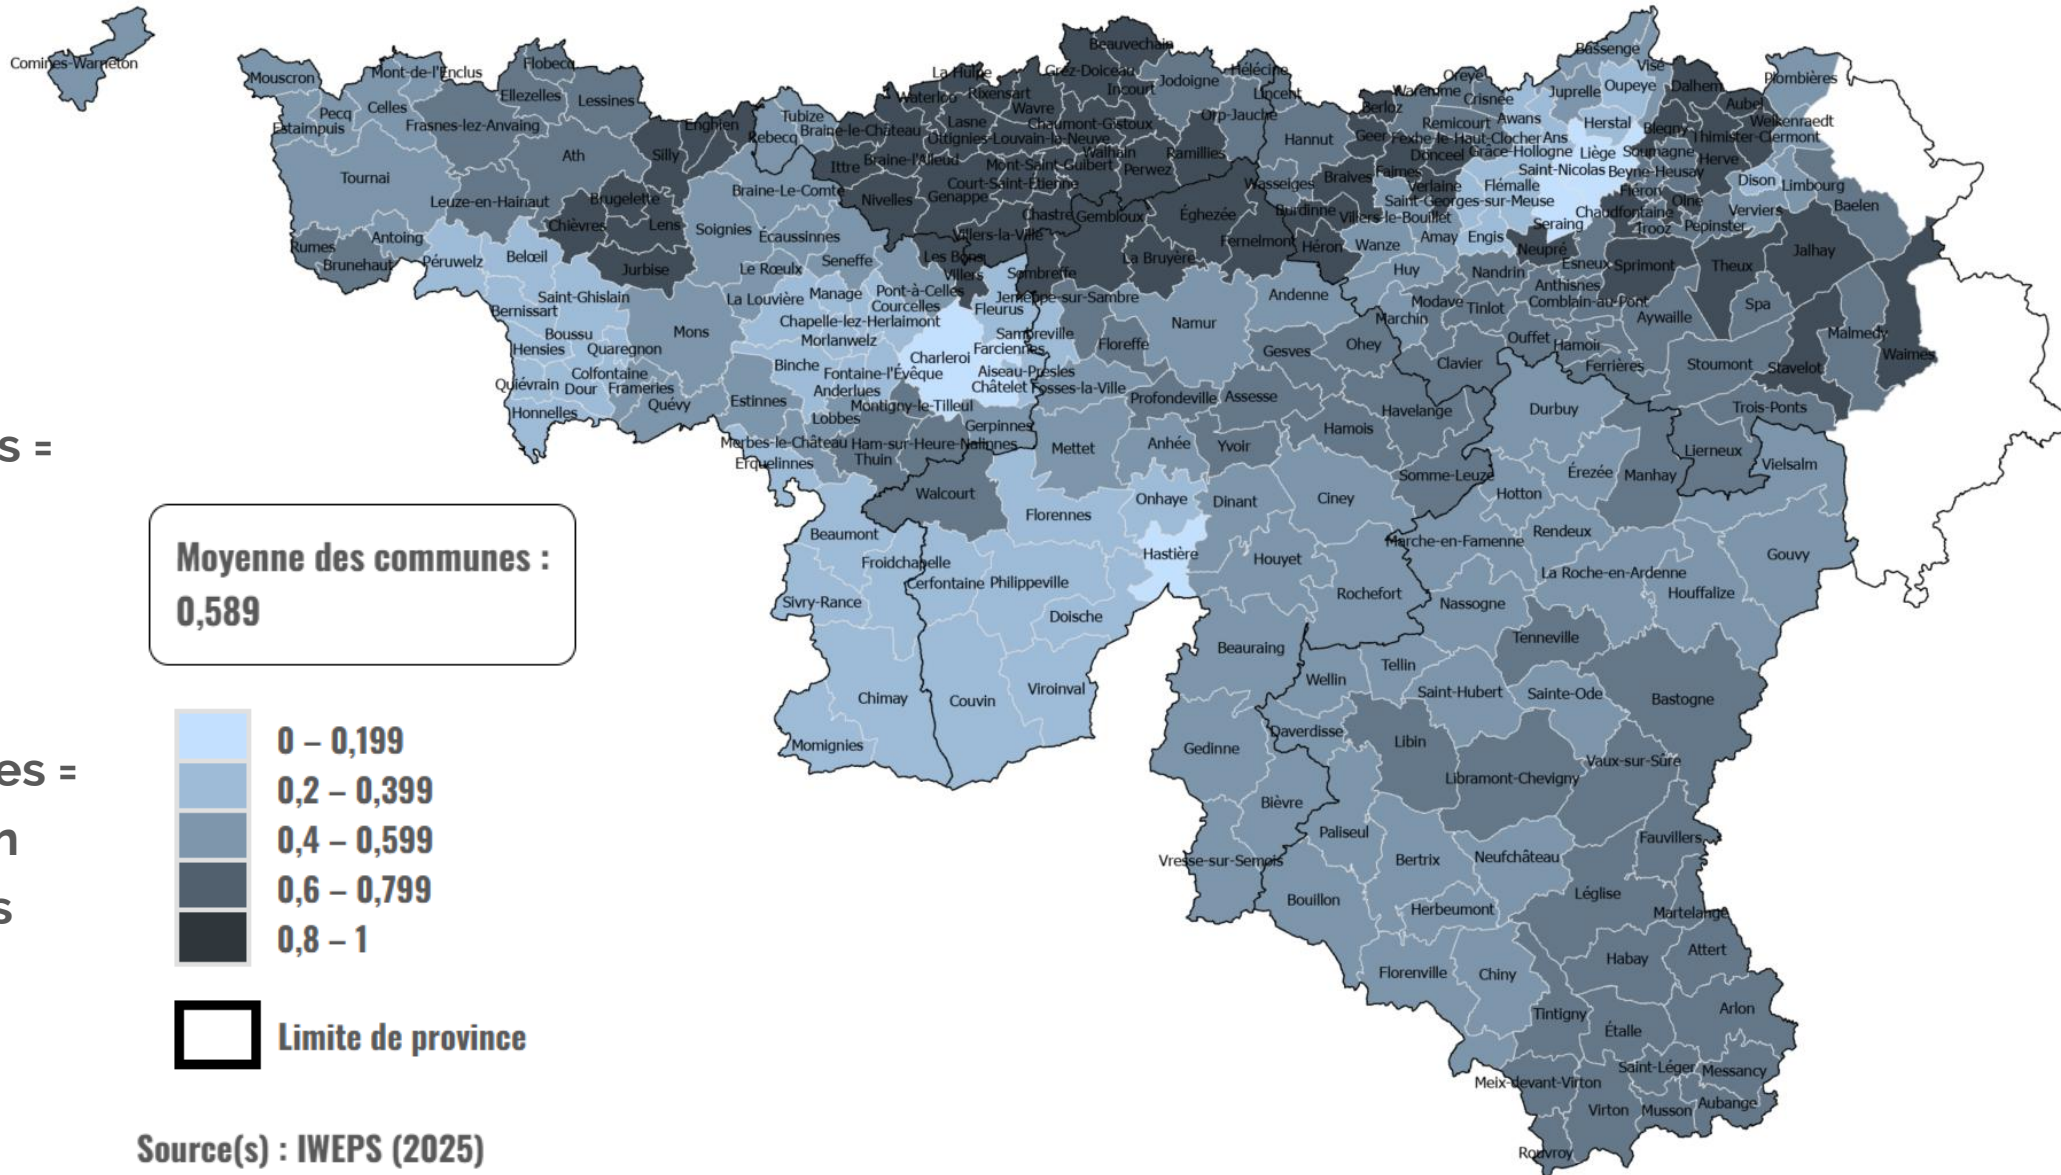 Comines-Warneton
Mouscron
Mont-de-l'Enclus
Flobecq
Pecq
Celles
Ellezelles
Lessines
Estaimpuis
Frasnes-lez-Anvaing
Tournai
Ath
Silly
Enghien
Leuze-en-Hainaut
Brugelette
Chièvres
Lens
Rumes
Antoing
Brunehaut
Péruwelz
Belœil
Jurbise
Bernissart
Saint-Ghislain
Boussu
Hensies
Quaregnon
Mons
Quiévrain
Colfontaine
Dour
Frameries
Honnelles
Quévy
Tubize
Rebecq
Braine-le-Château
Ittre
Braine-l'Alleud
Braine-Le-Comte
Soignies
Écaussinnes
Le Rœulx
Seneffe
La Louvière
Manage
Pont-à-Celles
Courcelles
Chapelle-lez-Herlaimont
Morlanwelz
Binche
Charleroi
Fontaine-l'Évêque
Anderlues
Estinnes
Lobbes
Montigny-le-Tilleul
Merbes-le-Château
Ham-sur-Heure-Nalinnes
Erquelinnes
Thuin
Gerpinnes
Les Bons
Villers
Fleurus
Farciennes
Aiseau-Presles
Châtelet
Beauvechain
La Hulpe
Grez-Doiceau
Jodoigne
Hélécine
Waterloo
Rixensart
Incourt
Wavre
Lasne
Chaumont-Gistoux
Orp-Jauche
Ottignies-Louvain-la-Neuve
Walhain
Ramillies
Mont-Saint-Guibert
Perwez
Court-Saint-Étienne
Nivelles
Genappe
Chastre
Villers-la-Ville
Gembloux
Éghezée
Fernelmont
La Bruyère
Sombreffe
Jemeppe-sur-Sambre
Sambreville
Namur
Andenne
Floreffe
Gesves
Ohey
Fosses-la-Ville
Profondeville
Assesse
Havelange
Hamois
Mettet
Anhée
Yvoir
Somme-Leuze
Walcourt
Florennes
Onhaye
Dinant
Ciney
Hastière
Houyet
Rochefort
Beaumont
Froidchapelle
Cerfontaine
Philippeville
Sivry-Rance
Doische
Chimay
Couvin
Viroinval
Momignies
Beauraing
Gedinne
Bièvre
Vresse-sur-Semois
Lincent
Hannut
Wasseiges
Burdinne
Héron
Braives
Berloz
Waremme
Oreye
Crisnée
Geer
Remicourt
Awans
Fexhe-le-Haut-Clocher
Ans
Donceel
Grâce-Hollogne
Faimes
Verlaine
Villers-le-Bouillet
Saint-Georges-sur-Meuse
Flémalle
Saint-Nicolas
Liège
Herstal
Juprelle
Oupeye
Bassenge
Visé
Dalhem
Aubel
Plombières
Welkenraedt
Blegny
Thimister-Clermont
Soumagne
Herve
Beyne-Heusay
Fléron
Dison
Limbourg
Baelen
Olne
Verviers
Chaudfontaine
Trooz
Pepinster
Seraing
Wanze
Amay
Engis
Neupré
Esneux
Sprimont
Theux
Jalhay
Huy
Nandrin
Anthisnes
Comblain-au-Pont
Modave
Tinlot
Marchin
Ouffet
Hamoir
Aywaille
Spa
Malmedy
Waimes
Clavier
Ferrières
Stoumont
Stavelot
Trois-Ponts
Lierneux
Durbuy
Érezée
Manhay
Vielsalm
Hotton
Rendeux
Marche-en-Famenne
Gouvy
La Roche-en-Ardenne
Houffalize
Nassogne
Tenneville
Bastogne
Tellin
Wellin
Saint-Hubert
Sainte-Ode
Daverdisse
Libin
Vaux-sur-Sûre
Libramont-Chevigny
Paliseul
Bertrix
Neufchâteau
Fauvillers
Bouillon
Herbeumont
Léglise
Martelange
Florenville
Chiny
Habay
Attert
Tintigny
Étalle
Arlon
Saint-Léger
Messancy
Meix-devant-Virton
Virton
Musson
Aubange
Rouvroy
s =
es =
n
s
Moyenne des communes :
0,589
0 – 0,199
0,2 – 0,399
0,4 – 0,599
0,6 – 0,799
0,8 – 1
Limite de province
Source(s) : IWEPS (2025)